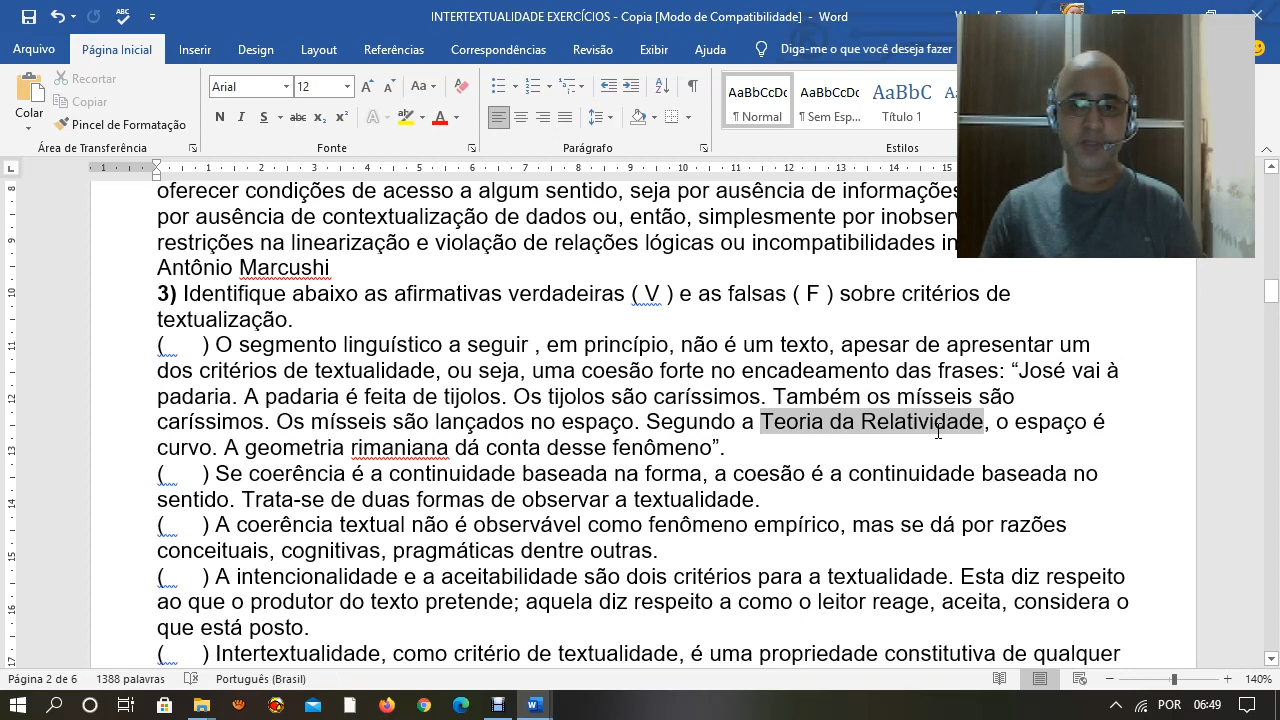 INTERTEXTUALIDADE EXERCÍCIOS - Copia [Modo de Compatibilidade] - Word
Arquivo Página Inicial Inserir Design Layout Referências Correspondências Revisão Exibir Ajuda Diga-me o que você deseja fazer
Colar
Recortar
Copiar
Pincel de Formatação
Área de Transferência
Arial 12
N I S abc x₂ x²
Fonte
Parágrafo
AaBbCcDc AaBbCcDc AaBbC
¶ Normal ¶ Sem Esp... Título 1
Estilos
oferecer condições de acesso a algum sentido, seja por ausência de informações
por ausência de contextualização de dados ou, então, simplesmente por
restrições na linearização e violação de relações lógicas ou incompatibilidades
Antônio Marcushi
3) Identifique abaixo as afirmativas verdadeiras ( V ) e as falsas ( F ) sobre critérios de
textualização.
( ) O segmento linguístico a seguir , em princípio, não é um texto, apesar de apresentar um
dos critérios de textualidade, ou seja, uma coesão forte no encadeamento das frases: “José vai à
padaria. A padaria é feita de tijolos. Os tijolos são caríssimos. Também os mísseis são
caríssimos. Os mísseis são lançados no espaço. Segundo a Teoria da Relatividade, o espaço é
curvo. A geometria rimaniana dá conta desse fenômeno”.
( ) Se coerência é a continuidade baseada na forma, a coesão é a continuidade baseada no
sentido. Trata-se de duas formas de observar a textualidade.
( ) A coerência textual não é observável como fenômeno empírico, mas se dá por razões
conceituais, cognitivas, pragmáticas dentre outras.
( ) A intencionalidade e a aceitabilidade são dois critérios para a textualidade. Esta diz respeito
ao que o produtor do texto pretende; aquela diz respeito a como o leitor reage, aceita, considera o
que está posto.
( ) Intertextualidade, como critério de textualidade, é uma propriedade constitutiva de qualquer
Página 2 de 6 1388 palavras Português (Brasil) 140%
POR 06:49